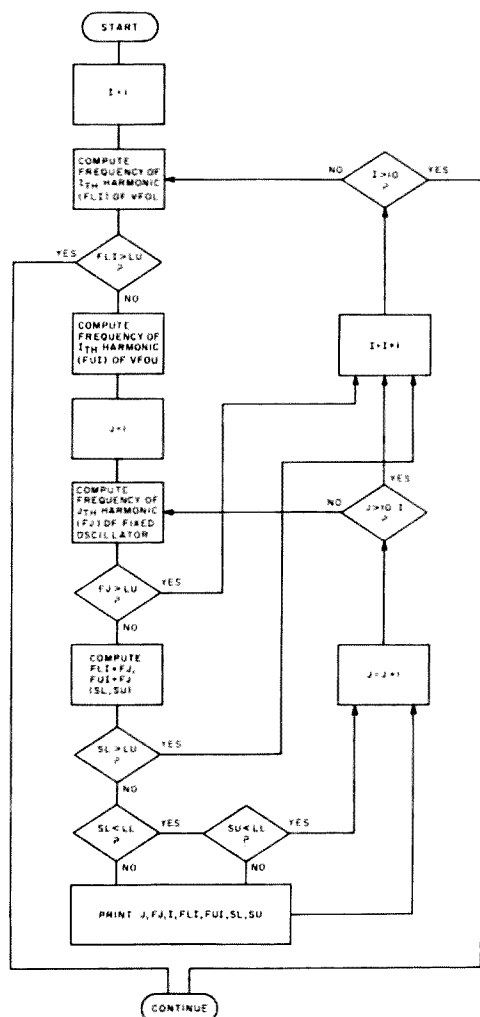 START
I=1
COMPUTE
FREQUENCY OF
ITH HARMONIC
(FLI) OF VFOL
NO
I>10
?
YES
YES
FLI>LU
?
NO
COMPUTE
FREQUENCY OF
ITH HARMONIC
(FUI) OF VFOU
I=I+1
J=1
YES
COMPUTE
FREQUENCY OF
JTH HARMONIC
(FJ) OF FIXED
OSCILLATOR
NO
J>10
?
FJ>LU
?
YES
NO
COMPUTE
FLI+FJ,
FUI+FJ
(SL,SU)
J=J+1
SL>LU
?
YES
NO
SL<LL
?
YES
SU<LL
?
YES
NO
NO
PRINT J,FJ,I,FLI,FUI,SL,SU
CONTINUE